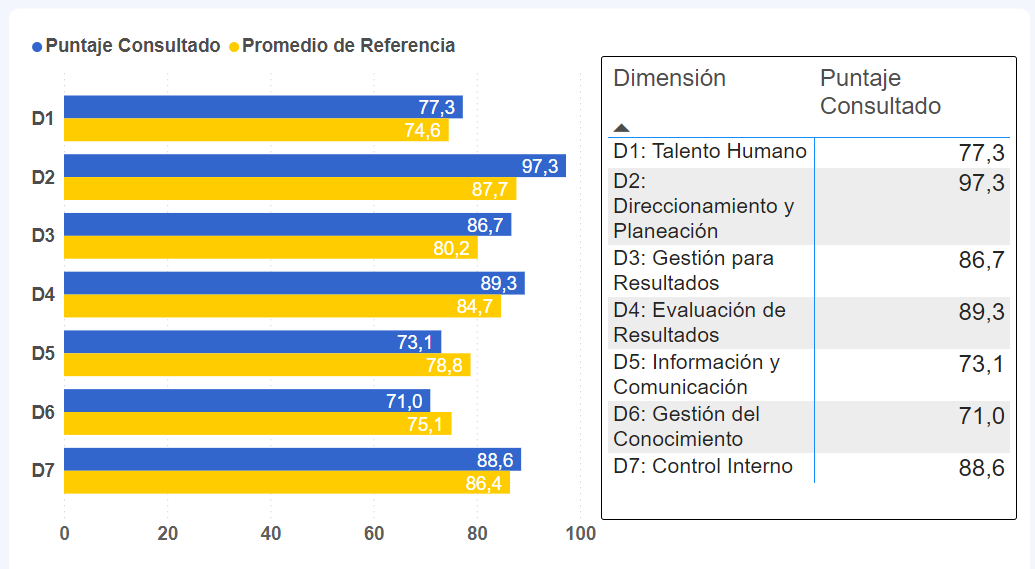 Puntaje Consultado Promedio de Referencia
D1
77,3
74,6
D2
97,3
87,7
D3
86,7
80,2
D4
89,3
84,7
D5
73,1
78,8
D6
71,0
75,1
D7
88,6
86,4
0 20 40 60 80 100
Dimensión Puntaje
Consultado
D1: Talento Humano 77,3
D2: 97,3
Direccionamiento y
Planeación
D3: Gestión para 86,7
Resultados
D4: Evaluación de 89,3
Resultados
D5: Información y 73,1
Comunicación
D6: Gestión del 71,0
Conocimiento
D7: Control Interno 88,6